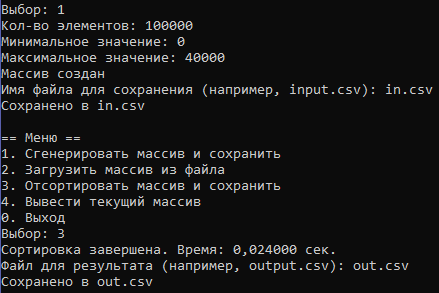 Выбор: 1
Кол-во элементов: 100000
Минимальное значение: 0
Максимальное значение: 40000
Массив создан
Имя файла для сохранения (например, input.csv): in.csv
Сохранено в in.csv

== Меню ==
1. Сгенерировать массив и сохранить
2. Загрузить массив из файла
3. Отсортировать массив и сохранить
4. Вывести текущий массив
0. Выход
Выбор: 3
Сортировка завершена. Время: 0,024000 сек.
Файл для результата (например, output.csv): out.csv
Сохранено в out.csv